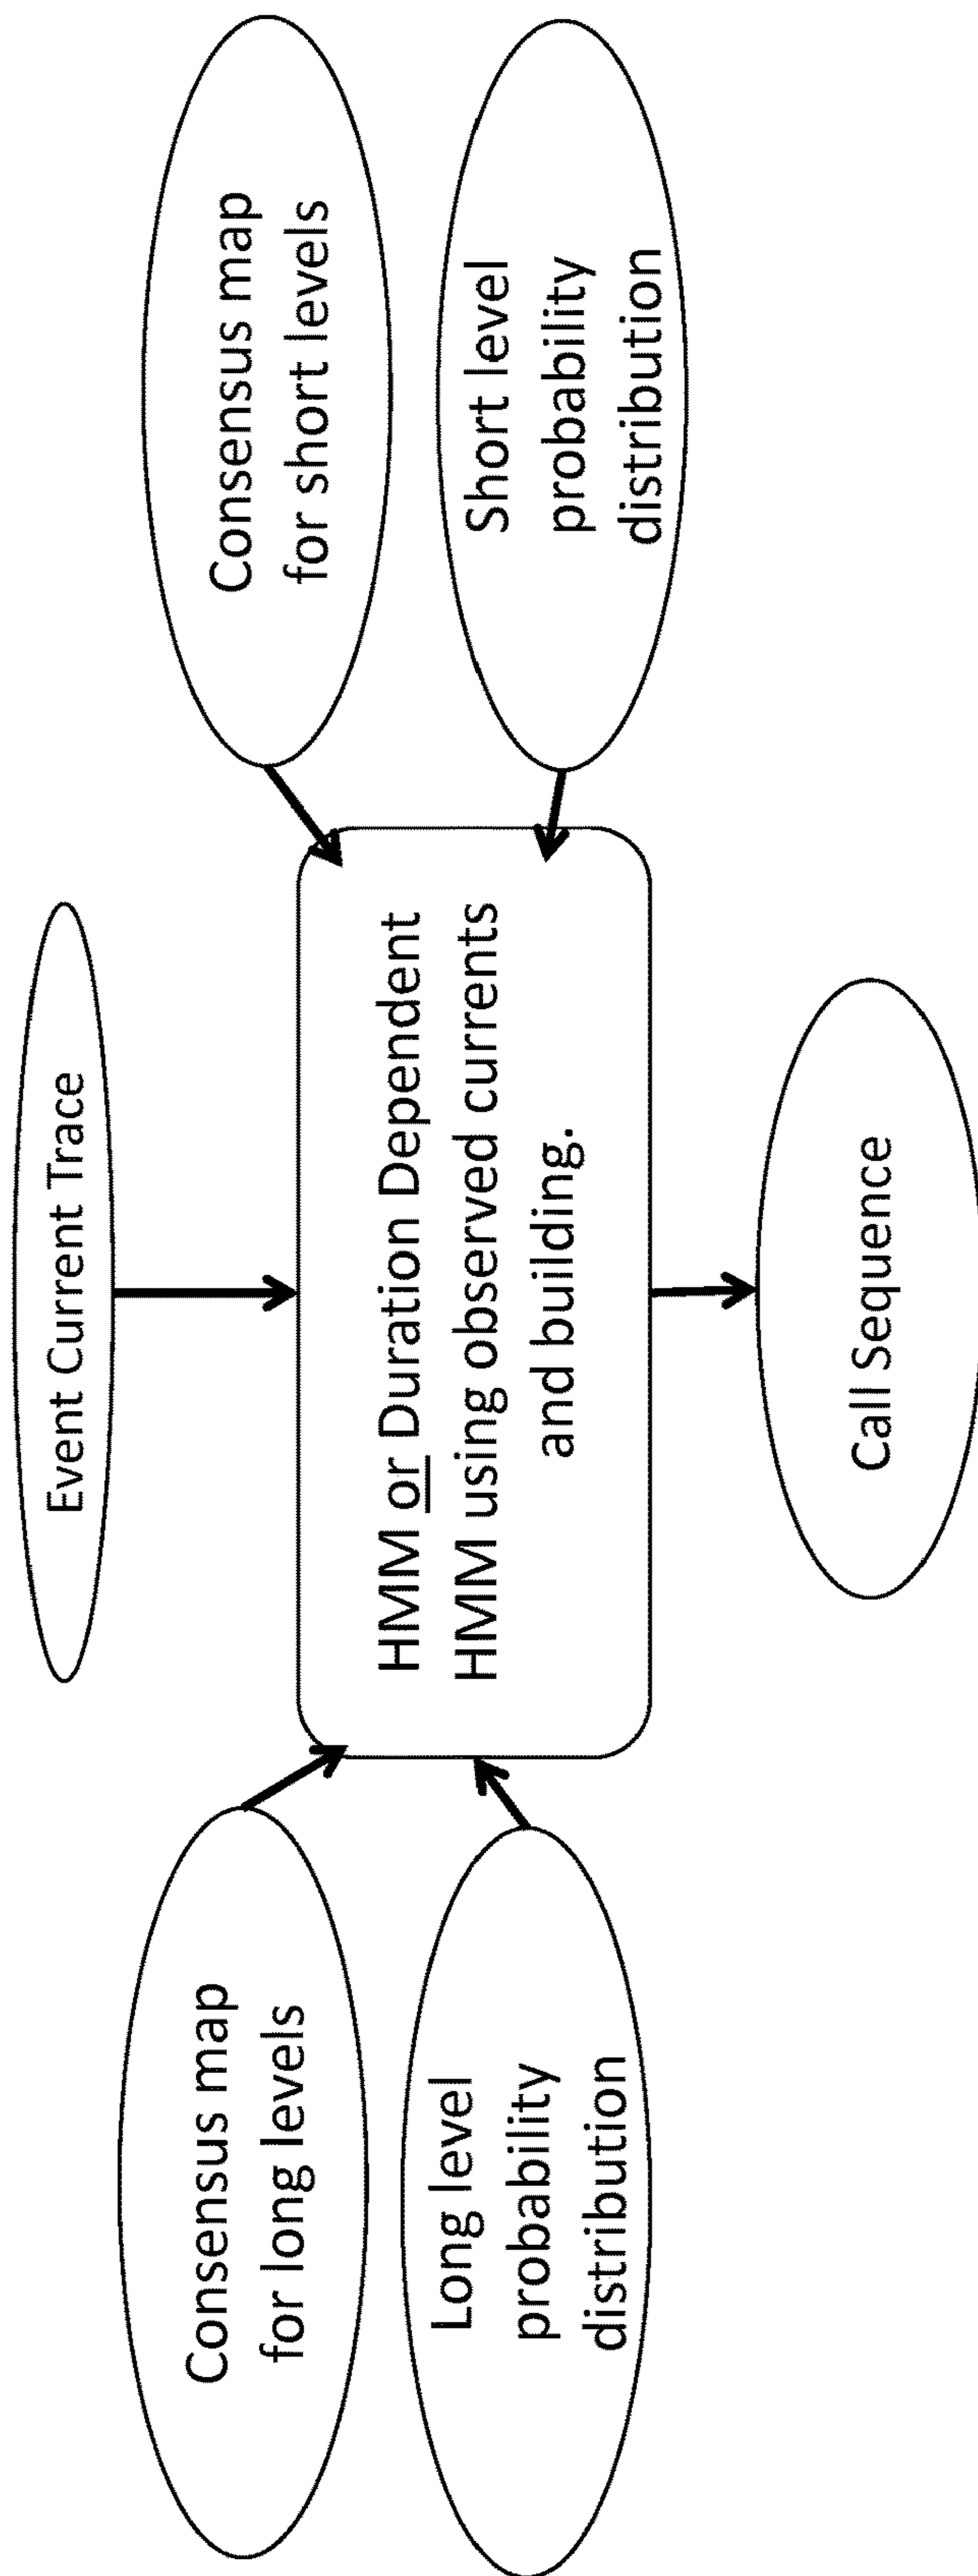 Event Current Trace
Consensus map
for long levels
Long level
probability
distribution
HMM or Duration Dependent
HMM using observed currents
and building.
Consensus map
for short levels
Short level
probability
distribution
Call Sequence